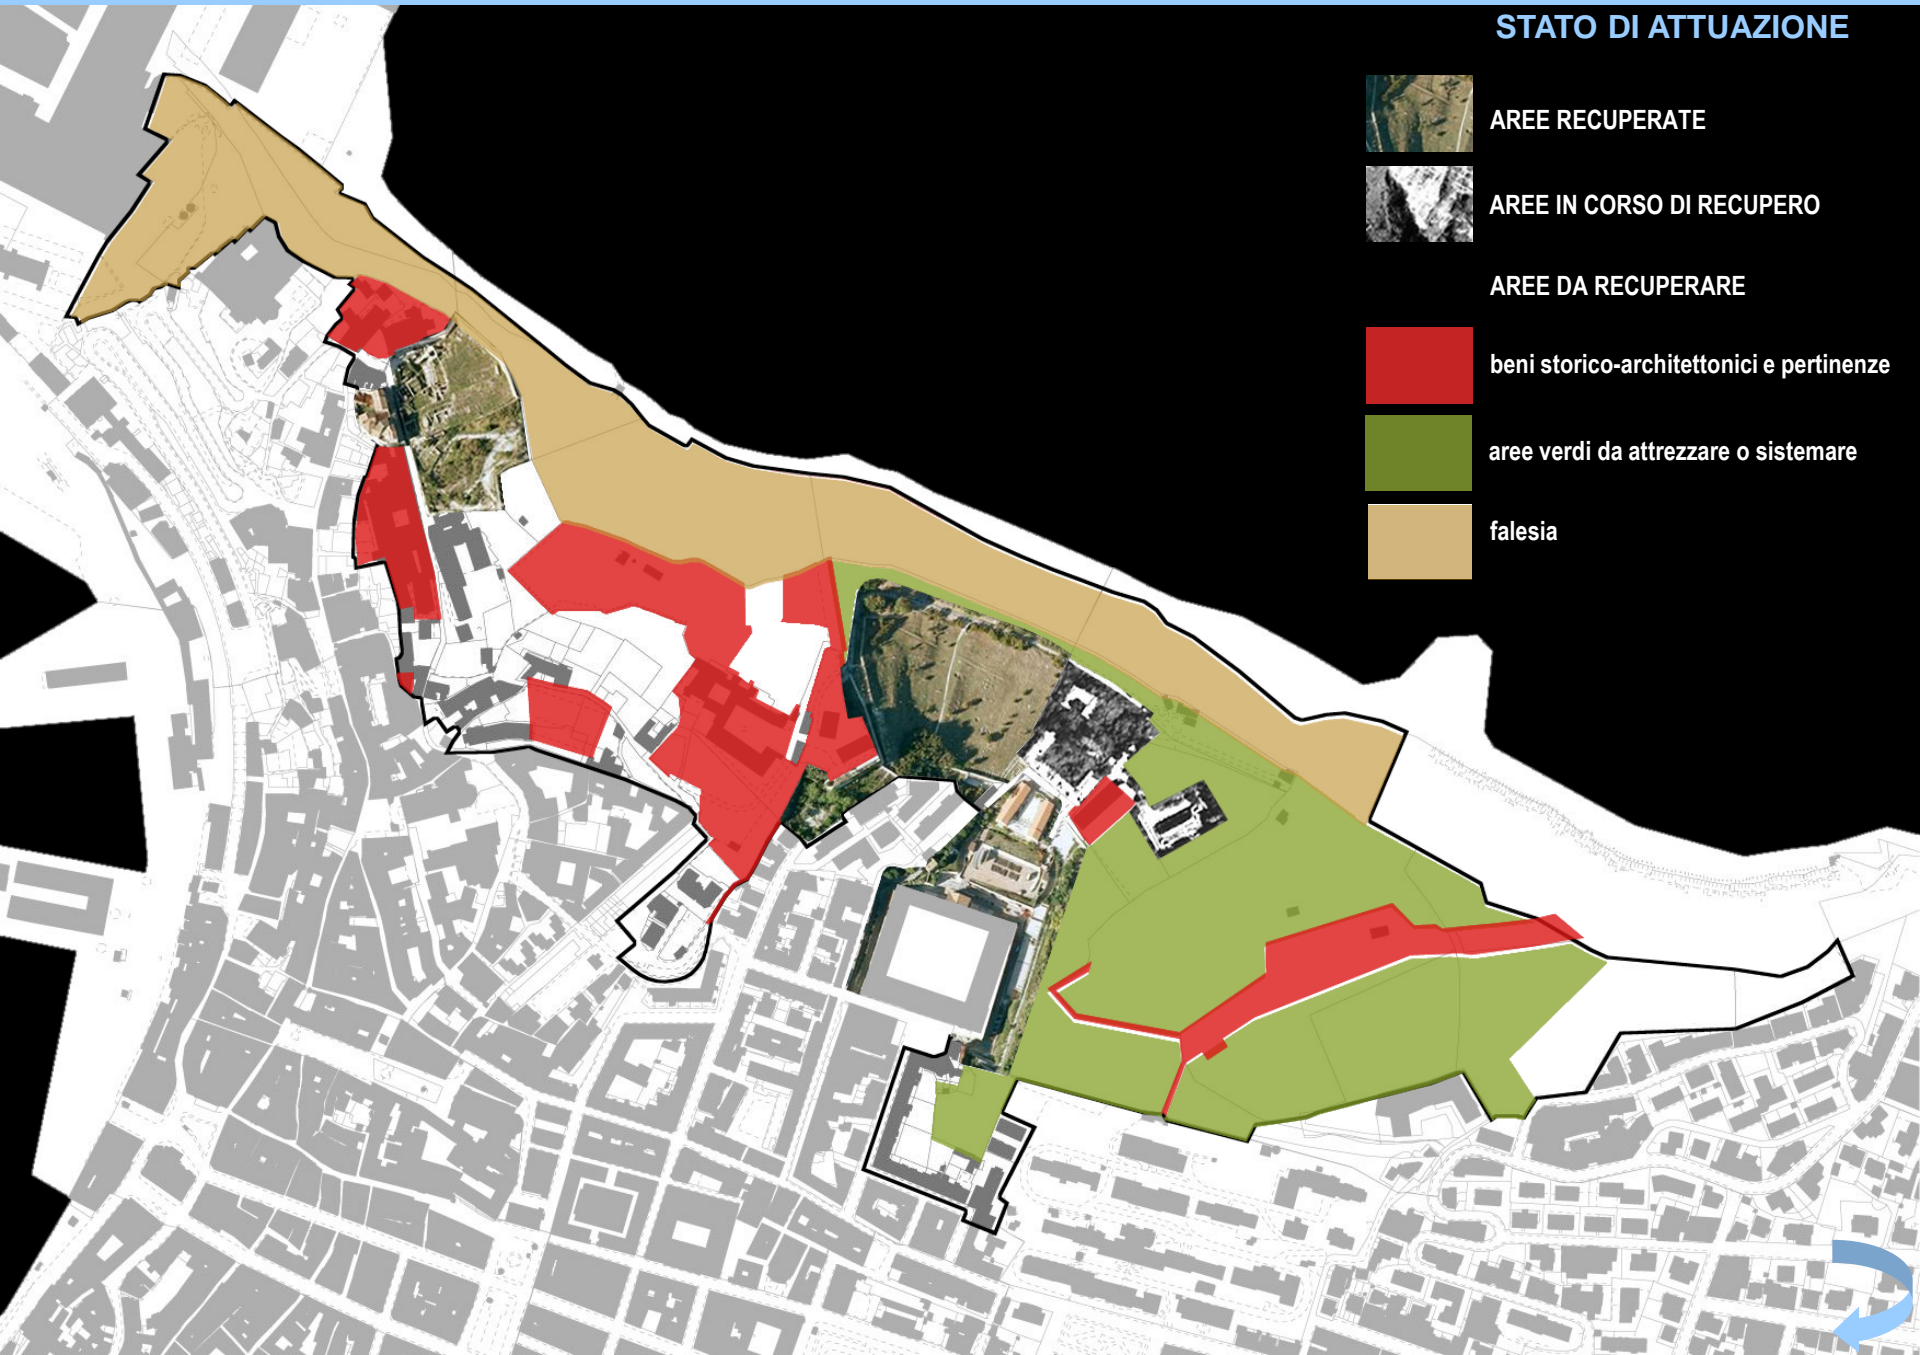 STATO DI ATTUAZIONE
AREE RECUPERATE
AREE IN CORSO DI RECUPERO
AREE DA RECUPERARE
beni storico-architettonici e pertinenze
aree verdi da attrezzare o sistemare
falesia